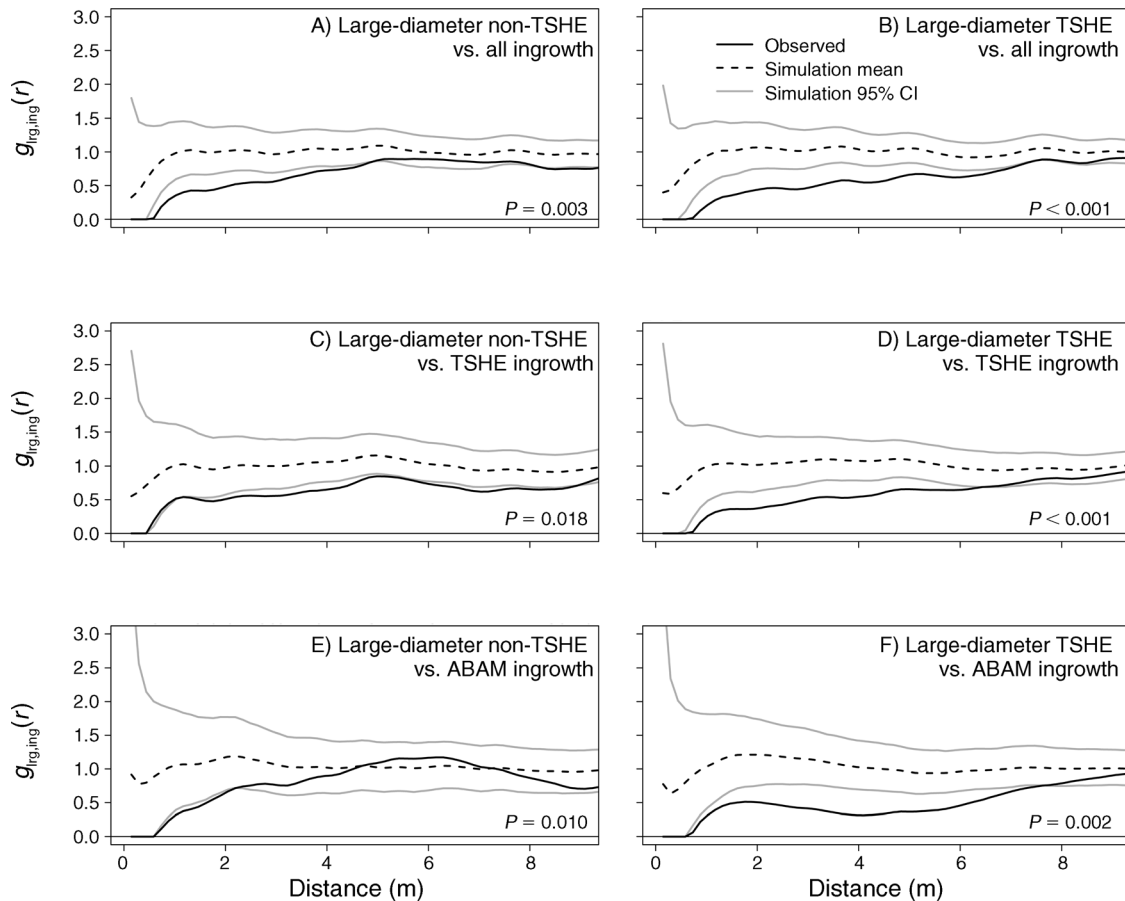 A) Large-diameter non-TSHE
vs. all ingrowth
3.0
2.5
2.0
1.5
1.0
0.5
0.0
g lrg,ing(r)
P = 0.003
B) Large-diameter TSHE
vs. all ingrowth
Observed
Simulation mean
Simulation 95% CI
P < 0.001
C) Large-diameter non-TSHE
vs. TSHE ingrowth
3.0
2.5
2.0
1.5
1.0
0.5
0.0
g lrg,ing(r)
P = 0.018
D) Large-diameter TSHE
vs. TSHE ingrowth
P < 0.001
E) Large-diameter non-TSHE
vs. ABAM ingrowth
3.0
2.5
2.0
1.5
1.0
0.5
0.0
g lrg,ing(r)
P = 0.010
0 2 4 6 8
Distance (m)
F) Large-diameter TSHE
vs. ABAM ingrowth
P = 0.002
0 2 4 6 8
Distance (m)